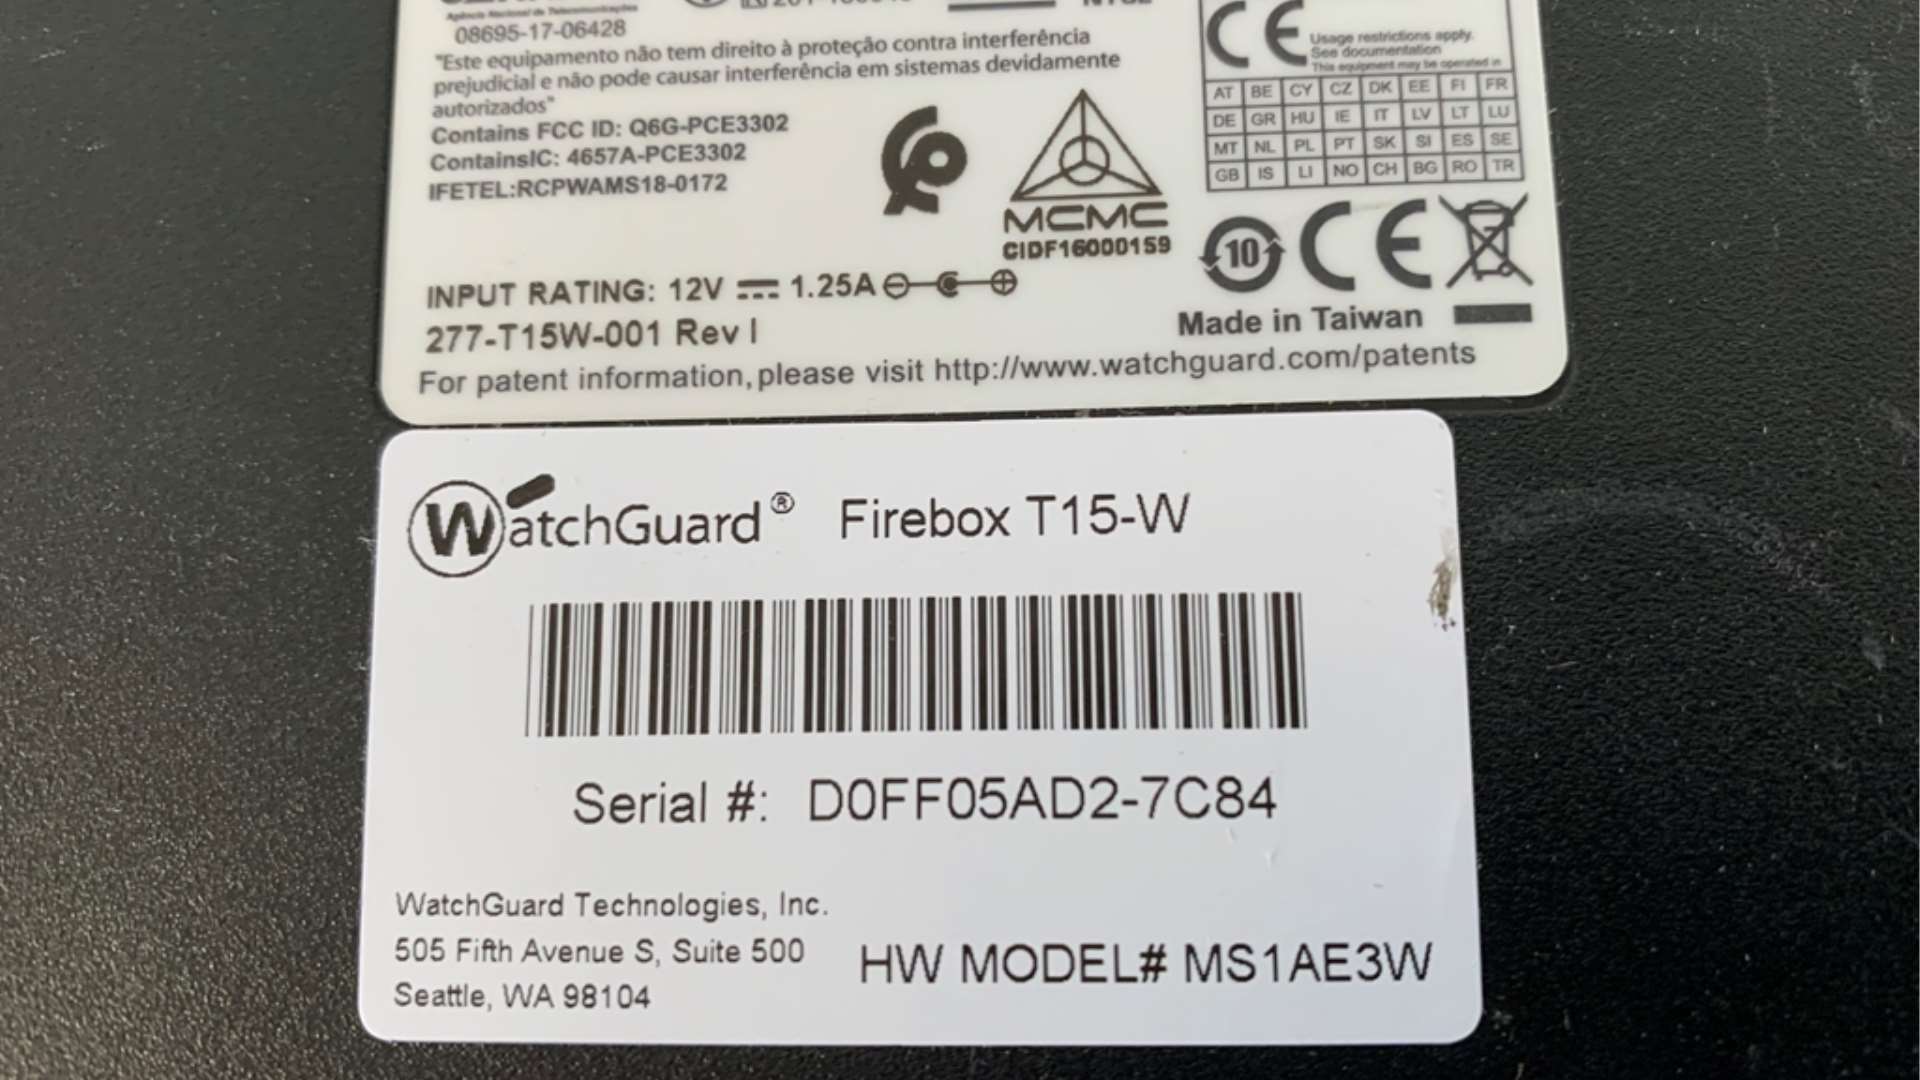 08695-17-06428
"Este equipamento não tem direito à proteção contra interferência
prejudicial e não pode causar interferência em sistemas devidamente
autorizados"
Contains FCC ID: Q6G-PCE3302
ContainsIC: 4657A-PCE3302
IFETEL:RCPWAMS18-0172
MCMC
CIDF16000159
CE
Usage restrictions apply.
See documentation
This equipment may be operated in
AT BE CY CZ DK EE FI FR
DE GR HU IE IT LV LT LU
MT NL PL PT SK SI ES SE
GB IS LI NO CH BG RO TR
10 CE
INPUT RATING: 12V 1.25A
277-T15W-001 Rev I
Made in Taiwan
For patent information, please visit http://www.watchguard.com/patents
WatchGuard® Firebox T15-W
Serial #: D0FF05AD2-7C84
WatchGuard Technologies, Inc.
505 Fifth Avenue S, Suite 500
Seattle, WA 98104
HW MODEL# MS1AE3W